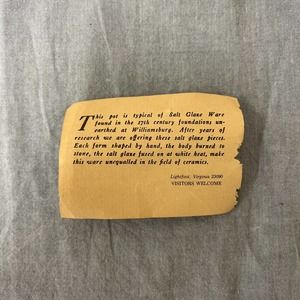 This pot is typical of Salt Glaze Ware
found in the 17th century foundations un-
earthed at Williamsburg. After years of
research we are offering these salt glaze pieces.
Each form shaped by hand, the body burned to
stone, the salt glaze fused on at white heat, make
this ware unequalled in the field of ceramics.
Lightfoot, Virginia 23090
VISITORS WELCOME